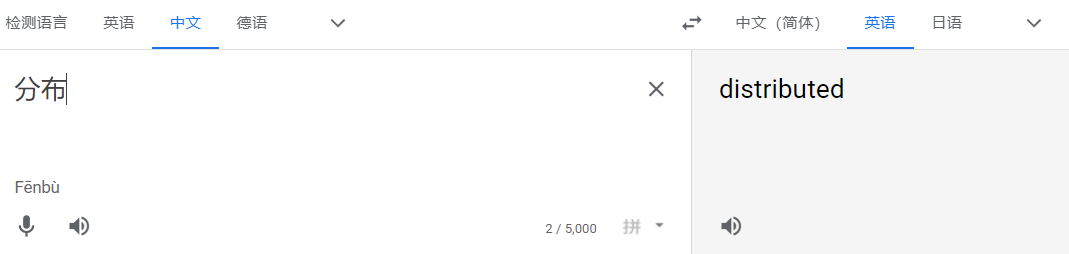 检测语言 英语 中文 德语 中文（简体） 英语 日语
分布
distributed
Fēnbù
2 / 5,000 拼